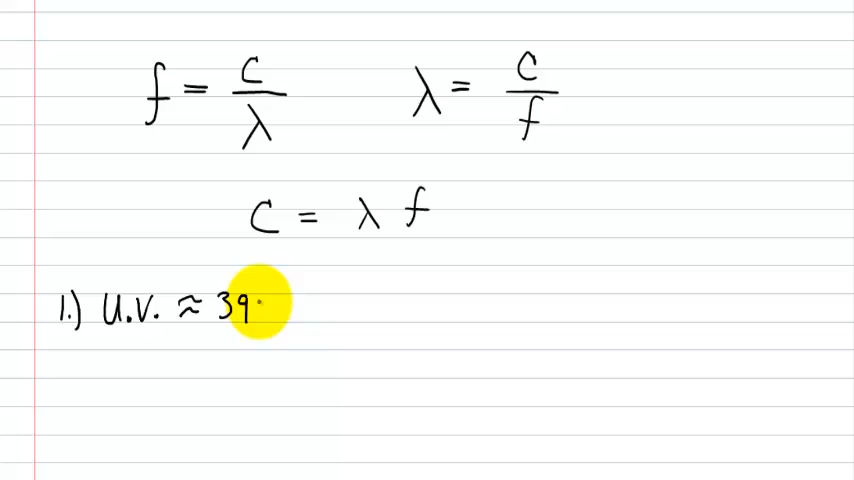 f = c/λ λ = c/f
c = λ f
1.) U.V. ≈ 39